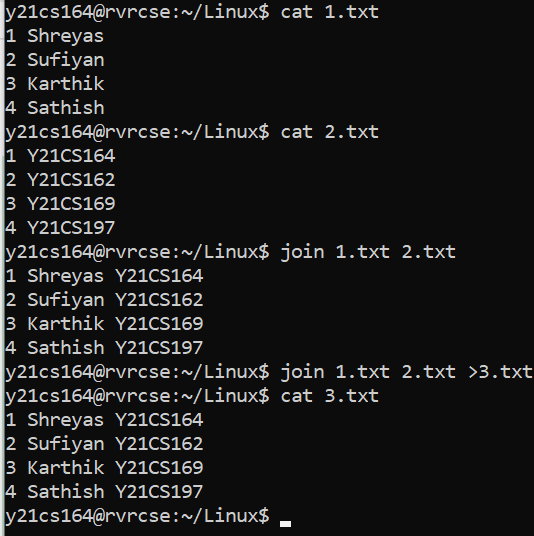 y21cs164@rvrcse:~/Linux$ cat 1.txt
1 Shreyas
2 Sufiyan
3 Karthik
4 Sathish
y21cs164@rvrcse:~/Linux$ cat 2.txt
1 Y21CS164
2 Y21CS162
3 Y21CS169
4 Y21CS197
y21cs164@rvrcse:~/Linux$ join 1.txt 2.txt
1 Shreyas Y21CS164
2 Sufiyan Y21CS162
3 Karthik Y21CS169
4 Sathish Y21CS197
y21cs164@rvrcse:~/Linux$ join 1.txt 2.txt >3.txt
y21cs164@rvrcse:~/Linux$ cat 3.txt
1 Shreyas Y21CS164
2 Sufiyan Y21CS162
3 Karthik Y21CS169
4 Sathish Y21CS197
y21cs164@rvrcse:~/Linux$